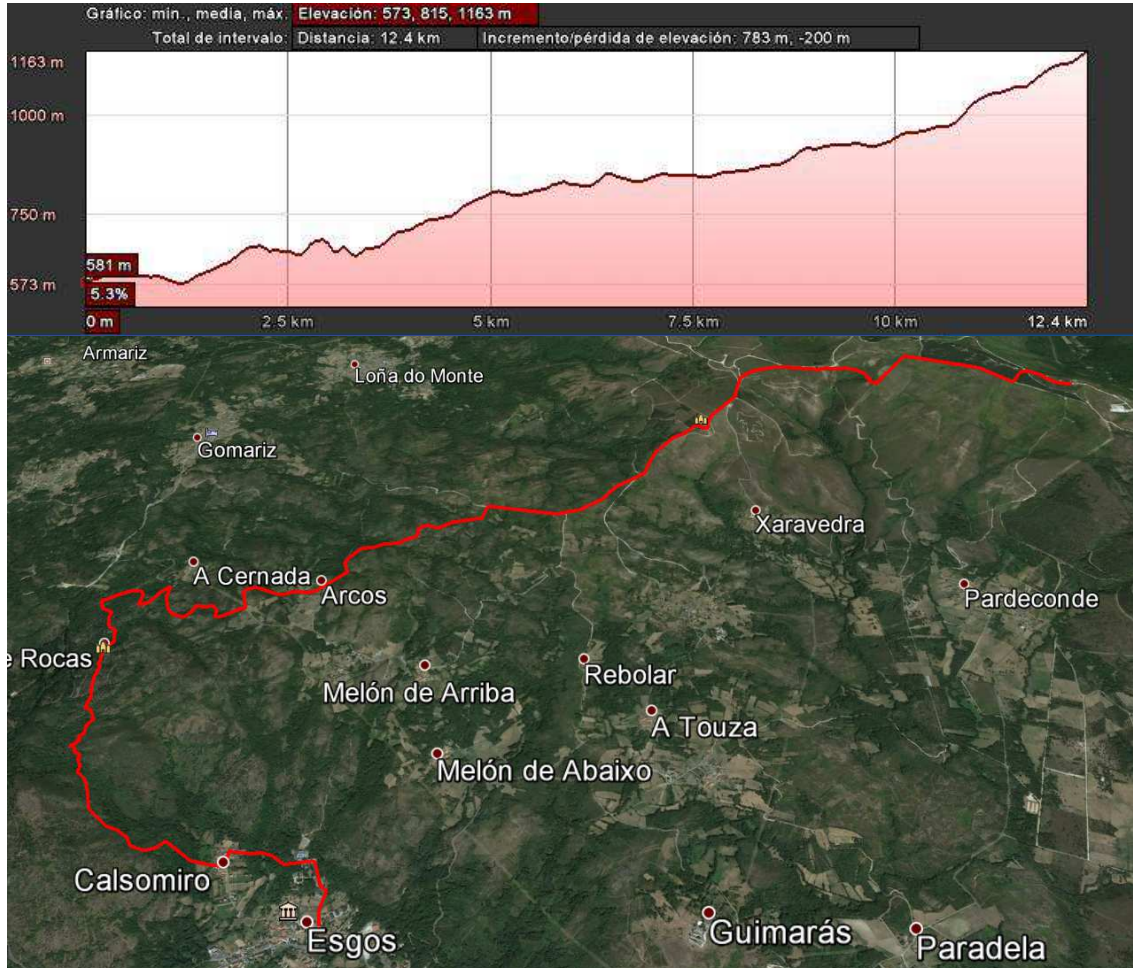 Gráfico: min., media, máx. Elevación: 573, 815, 1163 m
Total de intervalo: Distancia: 12.4 km Incremento/pérdida de elevación: 783 m, -200 m
1163 m
1000 m
750 m
581 m
573 m
5.3%
0 m 2.5 km 5 km 7.5 km 10 km 12.4 km
Armariz
Loña do Monte
Gomariz
Xaravedra
A Cernada
Arcos
Pardeconde
e Rocas
Rebolar
Melón de Arriba
A Touza
Melón de Abaixo
Calsomiro
Esgos
Guimarás
Paradela